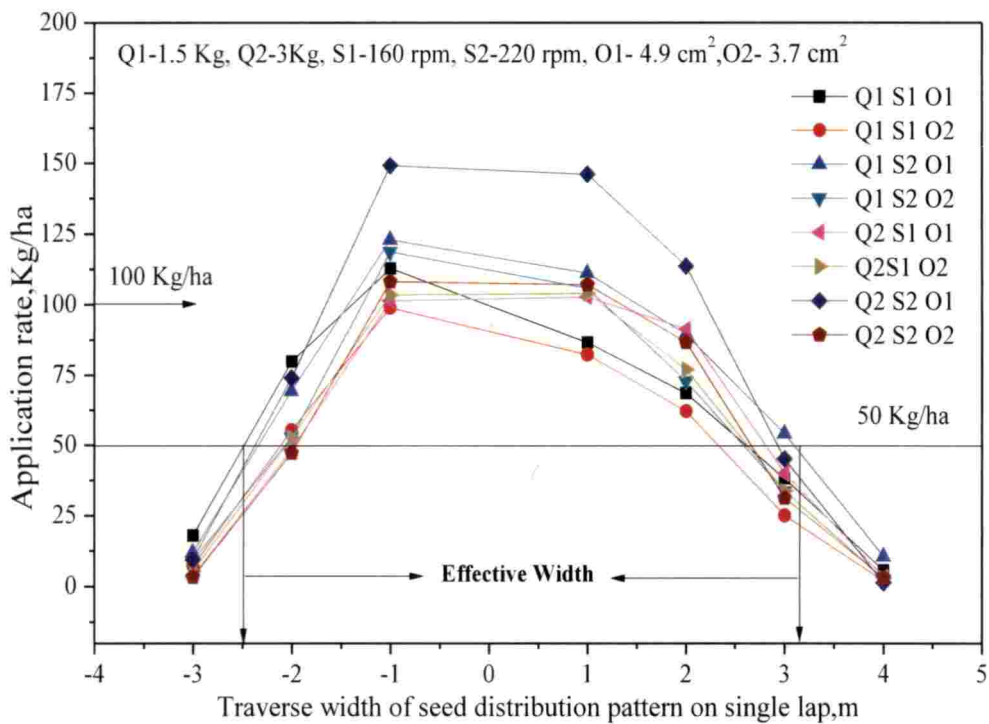 200
175
150
125
100
75
50
25
0
Application rate,Kg/ha
Q1-1.5 Kg, Q2-3Kg, S1-160 rpm, S2-220 rpm, O1- 4.9 cm²,O2- 3.7 cm²
Q1 S1 O1
Q1 S1 O2
Q1 S2 O1
Q1 S2 O2
Q2 S1 O1
Q2S1 O2
Q2 S2 O1
Q2 S2 O2
100 Kg/ha
50 Kg/ha
Effective Width
-4 -3 -2 -1 0 1 2 3 4 5
Traverse width of seed distribution pattern on single lap,m